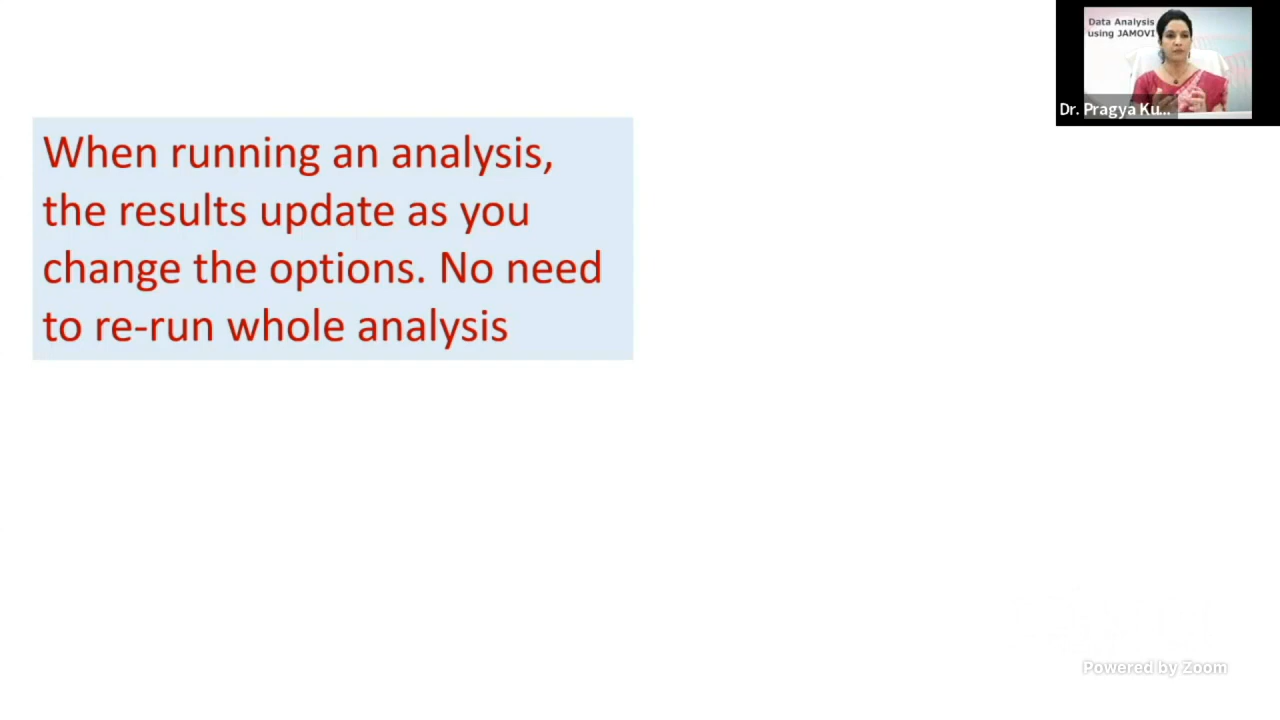 Data Analysis
using JAMOVI
Dr. Pragya Ku...
When running an analysis,
the results update as you
change the options. No need
to re-run whole analysis
Powered by Zoom